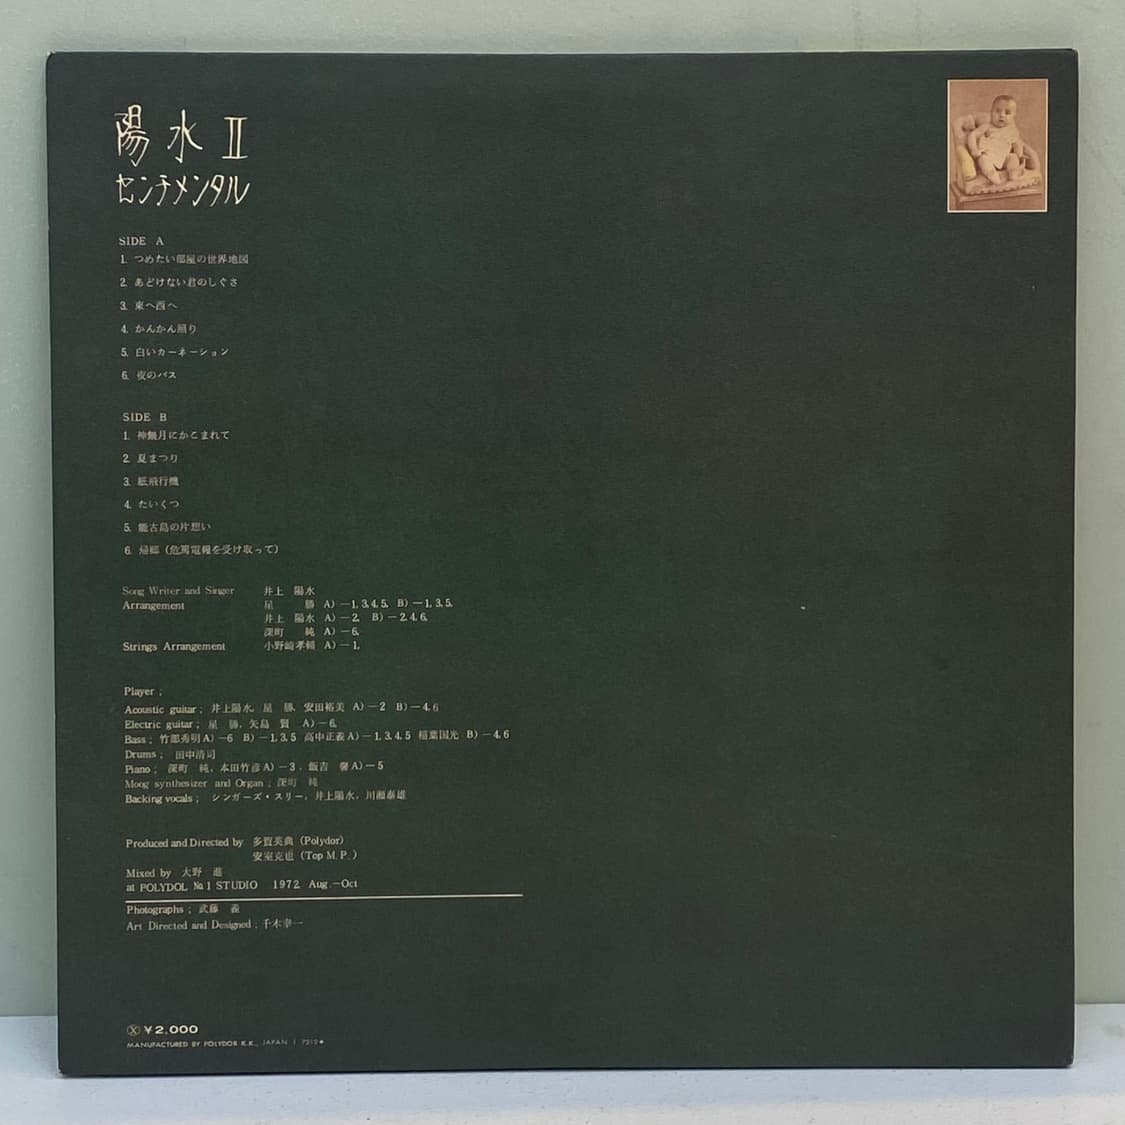 陽水Ⅱ
センチメンタル
SIDE A
1. つめたい部屋の世界地図
2. あどけない君のしぐさ
3. 東へ西へ
4. かんかん照り
5. 白いカーネーション
6. 夜のバス
SIDE B
1. 神無月にかこまれて
2. 夏まつり
3. 紙飛行機
4. たいくつ
5. 能古島の片想い
6. 帰郷（危篤電報を受け取って）
Song Writer and Singer 井上 陽水
Arrangement 星 勝 A）—1, 3, 4, 5, B）—1, 3, 5,
井上 陽水 A）—2, B）—2, 4, 6,
深町 純 A）—6,
Strings Arrangement 小野崎孝輔 A）—1,
Player ;
Acoustic guitar ; 井上陽水, 星 勝, 安田裕美 A）—2 B）—4, 6
Electric guitar ; 星 勝, 矢島 賢 A）—6,
Bass ; 竹部秀明 A）—6 B）—1, 3, 5 高中正義 A）—1, 3, 4, 5 稲葉国光 B）—4, 6
Drums ; 田中清司
Piano ; 深町 純, 本田竹彦 A）—3, 飯吉 馨 A）—5
Moog synthesizer and Organ ; 深町 純
Backing vocals ; シンガーズ・スリー, 井上陽水, 川瀬泰雄
Produced and Directed by 多賀英典 (Polydor)
安室克也 (Top M. P. )
Mixed by 大野 進
at POLYDOL №1 STUDIO 1972 Aug.—Oct
Photographs ; 武藤 義
Art Directed and Designed ; 千木幸一
Ⓧ ¥2,000
MANUFACTURED BY POLYDOR K.K., JAPAN I 7212★